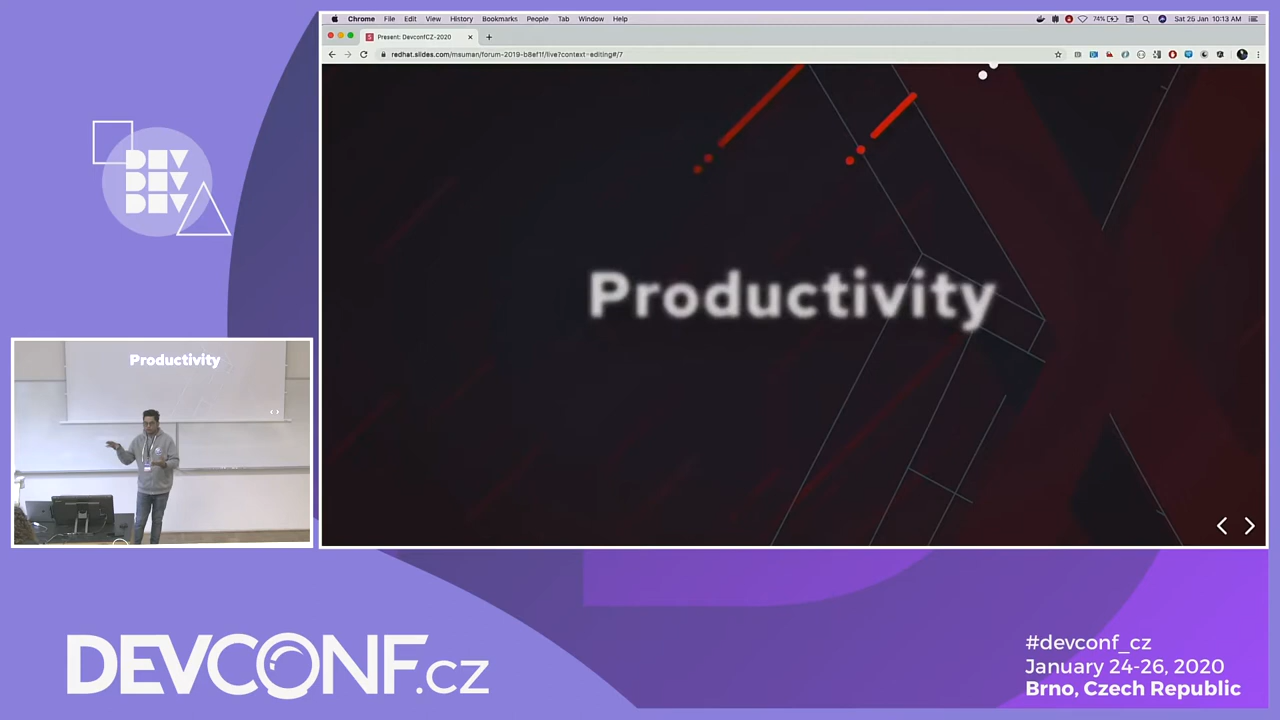 Chrome File Edit View History Bookmarks People Tab Window Help
74% Sat 25 Jan 10:13 AM
Present: DevconfCZ-2020
redhat.slides.com/msuman/forum-2019-b8ef1f/live?context=editing#/7
Productivity
DEV
DEV
DEV
Productivity
DEVCONF.cz
#devconf_cz
January 24-26, 2020
Brno, Czech Republic